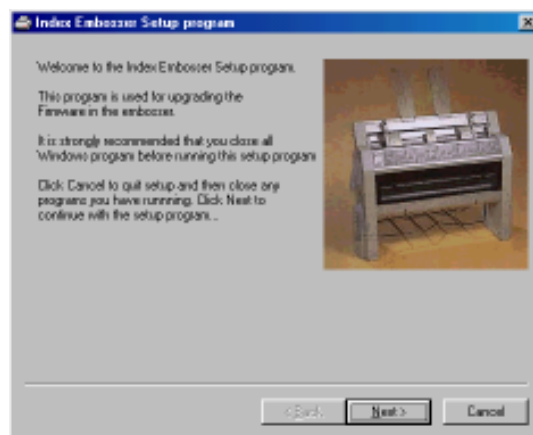 Index Embosser Setup program
Welcome to the Index Embosser Setup program.
This program is used for upgrading the
Firmware in the embosser.
It is strongly recommended that you close all
Windows program before running this setup program
Click Cancel to quit setup and then close any
programs you have runnning. Click Next to
continue with the setup program...
< Back
Next >
Cancel